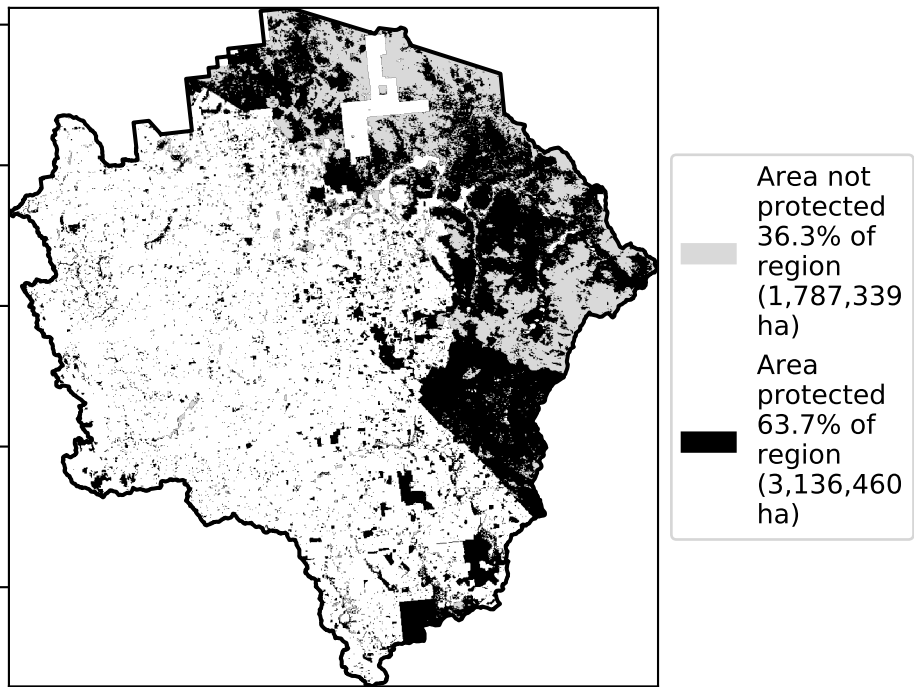 Area not
protected
36.3% of
region
(1,787,339
ha)
Area
protected
63.7% of
region
(3,136,460
ha)